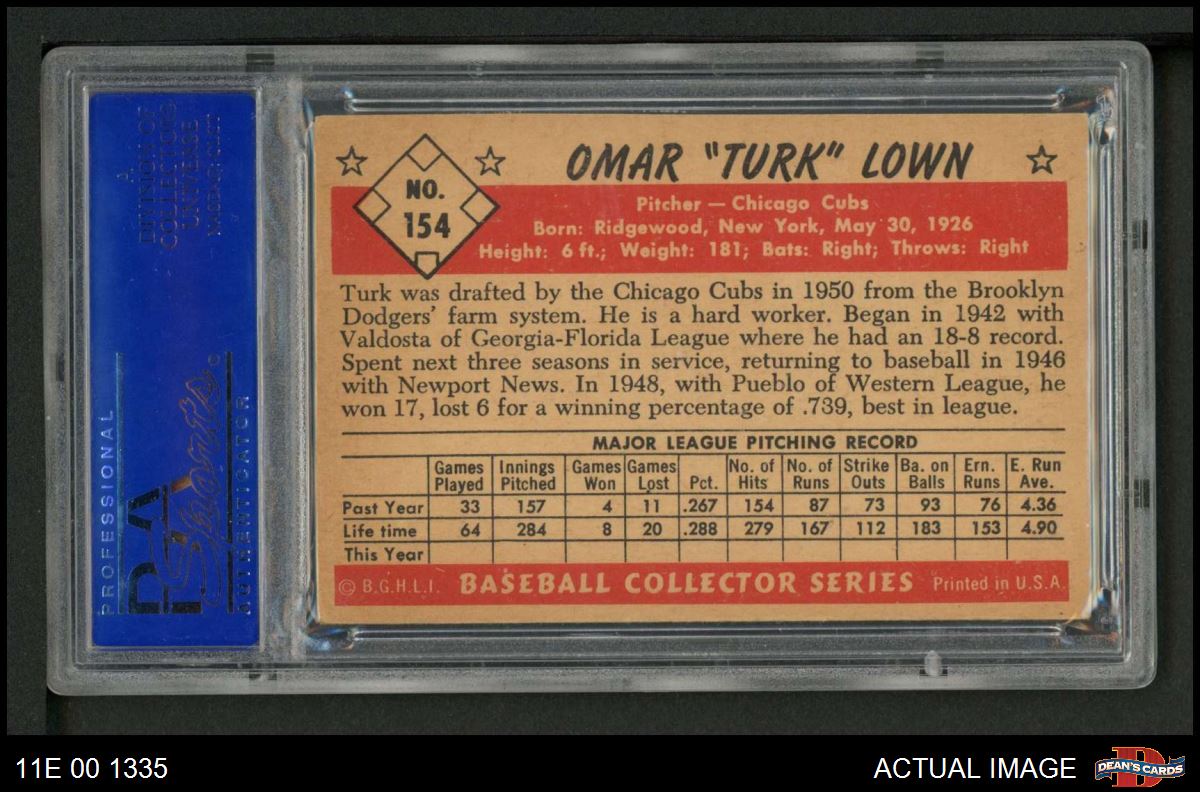 A
DIVISION OF
COLLECTORS
UNIVERSE
NASDAQ: CLCT
PROFESSIONAL
PSA
Sports
AUTHENTICATOR
©
OMAR "TURK" LOWN
NO.
154
Pitcher — Chicago Cubs
Born: Ridgewood, New York, May 30, 1926
Height: 6 ft.; Weight: 181; Bats: Right; Throws: Right
Turk was drafted by the Chicago Cubs in 1950 from the Brooklyn
Dodgers' farm system. He is a hard worker. Began in 1942 with
Valdosta of Georgia-Florida League where he had an 18-8 record.
Spent next three seasons in service, returning to baseball in 1946
with Newport News. In 1948, with Pueblo of Western League, he
won 17, lost 6 for a winning percentage of .739, best in league.
MAJOR LEAGUE PITCHING RECORD
Games Played Innings Pitched Games Won Games Lost Pct. No. of Hits No. of Runs Strike Outs Ba. on Balls Ern. Runs E. Run Ave.
Past Year 33 157 4 11 .267 154 87 73 93 76 4.36
Life time 64 284 8 20 .288 279 167 112 183 153 4.90
This Year
© B.G.H.L.I. BASEBALL COLLECTOR SERIES Printed in U.S.A.
11E 00 1335
ACTUAL IMAGE
DEAN'S CARDS